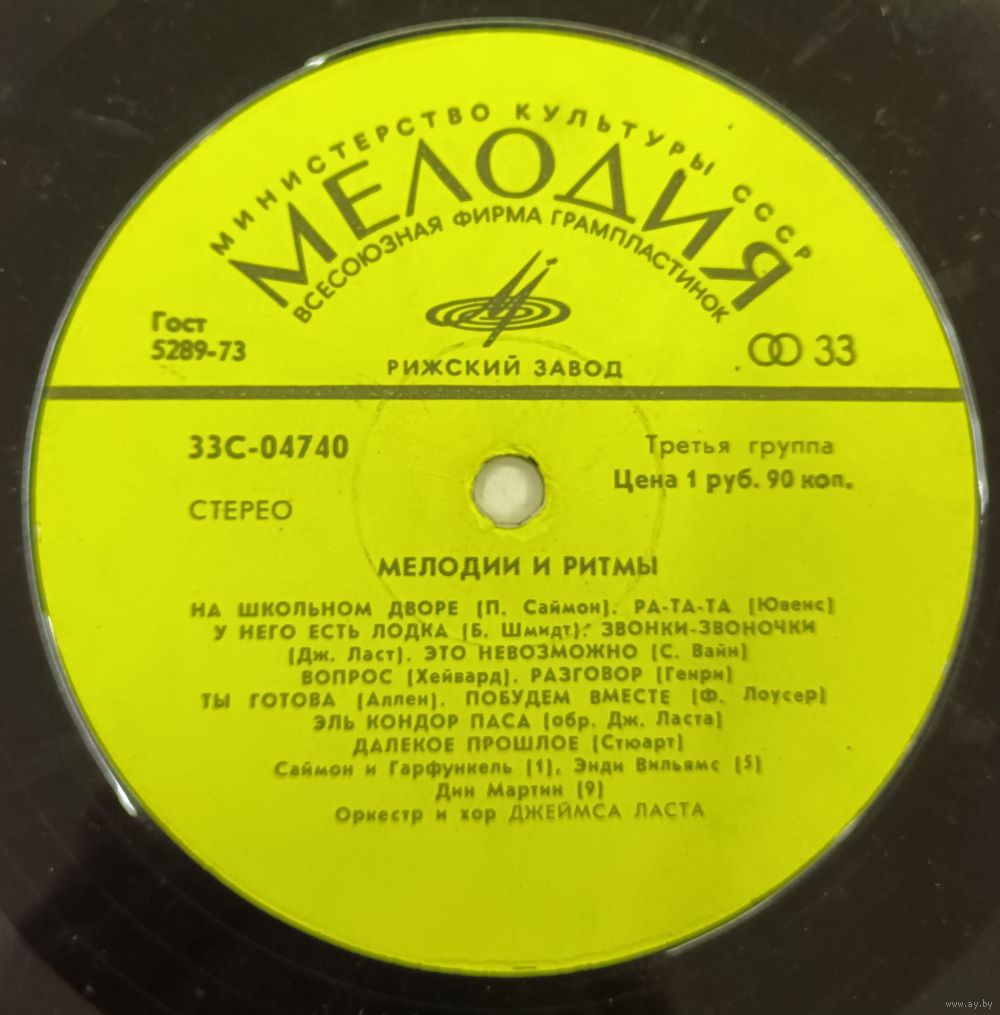 МИНИСТЕРСТВО КУЛЬТУРЫ СССР
МЕЛОДИЯ
ВСЕСОЮЗНАЯ ФИРМА ГРАМПЛАСТИНОК
Гост
5289-73
РИЖСКИЙ ЗАВОД
33
33С-04740
Третья группа
Цена 1 руб. 90 коп.
СТЕРЕО
МЕЛОДИИ И РИТМЫ
НА ШКОЛЬНОМ ДВОРЕ (П. Саймон). РА-ТА-ТА (Ювенс)
У НЕГО ЕСТЬ ЛОДКА (Б. Шмидт). ЗВОНКИ-ЗВОНОЧКИ
(Дж. Ласт). ЭТО НЕВОЗМОЖНО (С. Вайн)
ВОПРОС (Хейвард). РАЗГОВОР (Генри)
ТЫ ГОТОВА (Аллен). ПОБУДЕМ ВМЕСТЕ (Ф. Лоусер)
ЭЛЬ КОНДОР ПАСА (обр. Дж. Ласта)
ДАЛЕКОЕ ПРОШЛОЕ (Стюарт)
Саймон и Гарфункель (1), Энди Вильямс (5)
Дин Мартин (9)
Оркестр и хор ДЖЕЙМСА ЛАСТА
www.ay.by